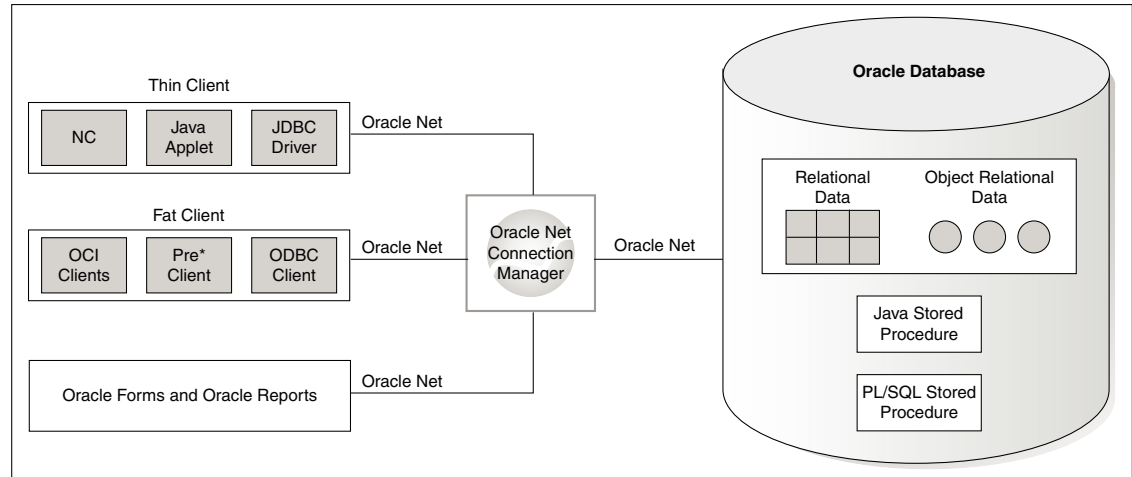 Thin Client
NC
Java
Applet
JDBC
Driver
Oracle Net
Fat Client
OCI
Clients
Pre*
Client
ODBC
Client
Oracle Net
Oracle Forms and Oracle Reports
Oracle Net
Oracle Net
Connection
Manager
Oracle Net
Oracle Database
Relational
Data
Object Relational
Data
Java Stored
Procedure
PL/SQL Stored
Procedure